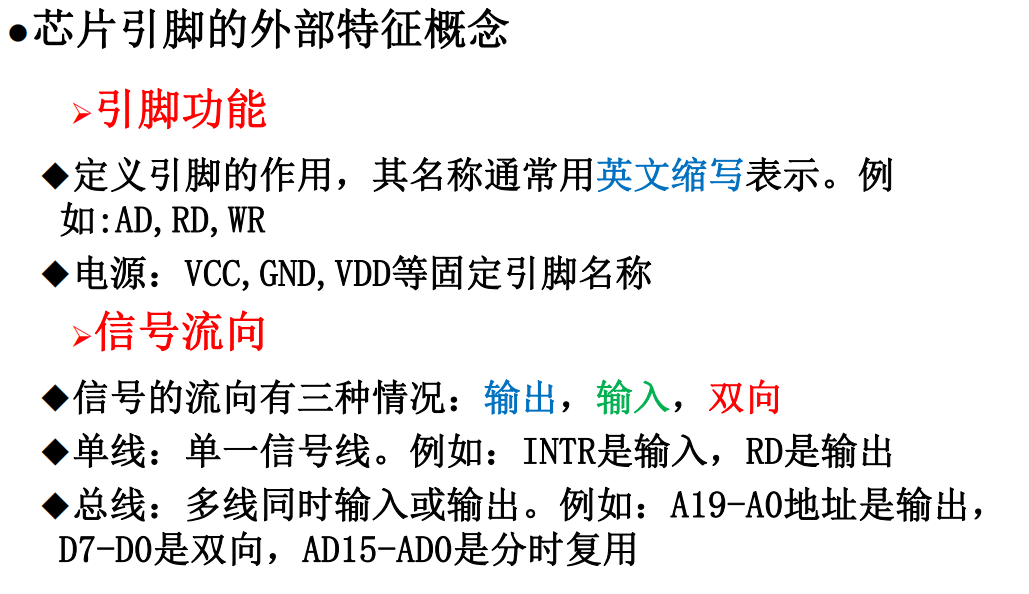 ●芯片引脚的外部特征概念
➢引脚功能
◆定义引脚的作用，其名称通常用英文缩写表示。例
如:AD,RD,WR
◆电源：VCC,GND,VDD等固定引脚名称
➢信号流向
◆信号的流向有三种情况：输出，输入，双向
◆单线：单一信号线。例如：INTR是输入，RD是输出
◆总线：多线同时输入或输出。例如：A19-A0地址是输出，
D7-D0是双向，AD15-AD0是分时复用